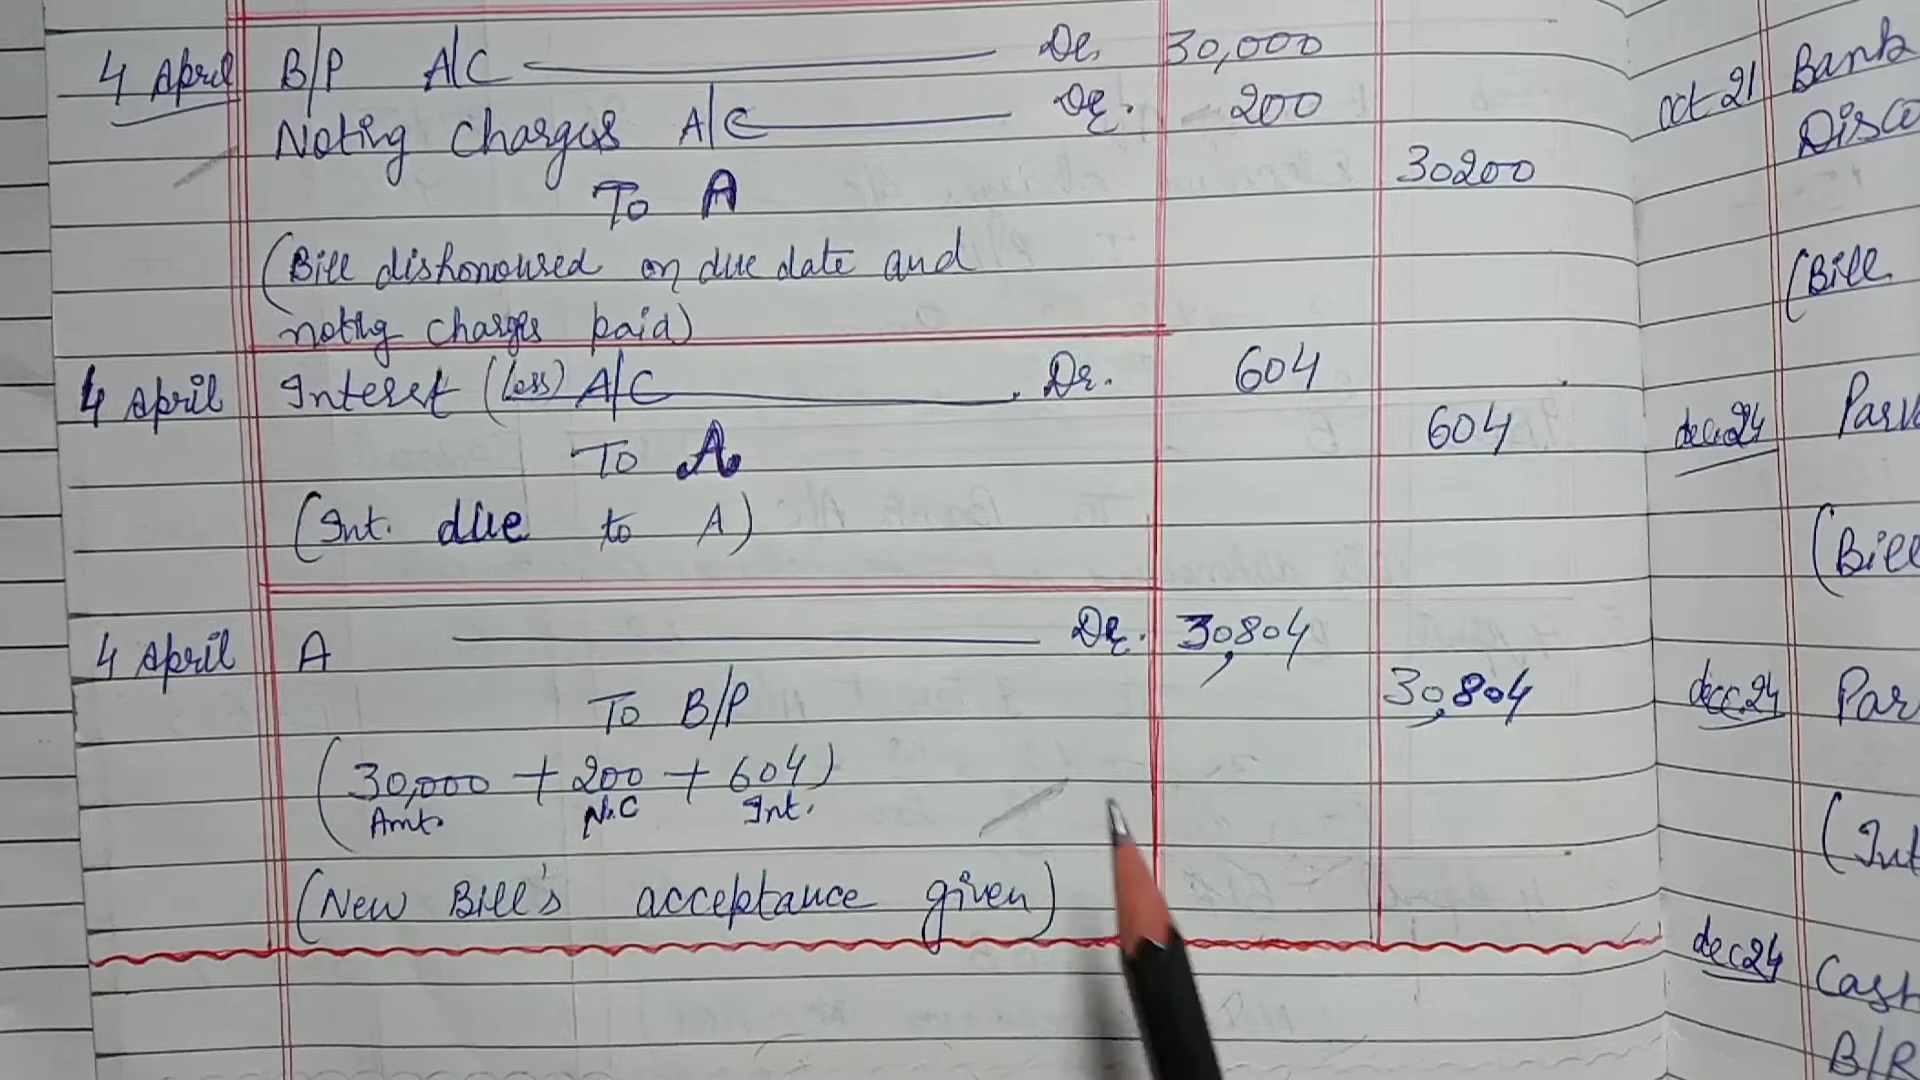 4 April B/P A/C Dr. 30,000
Noting Charges A/C Dr. 200
To A 30200
(Bill dishonoured on due date and
noting charges paid)
4 April Interest (loss) A/C Dr. 604
To A. 604
(Int. due to A)
4 April A Dr. 30,804
To B/P 30,804
(30,000 + 200 + 604)
Amt. N.C Int.
(New Bill's acceptance given)
oct 21 Bank
Disco
(Bill
dec 24 Parv
(Bill
dec. 24 Par
(Int
dec 24 Cash
B/R